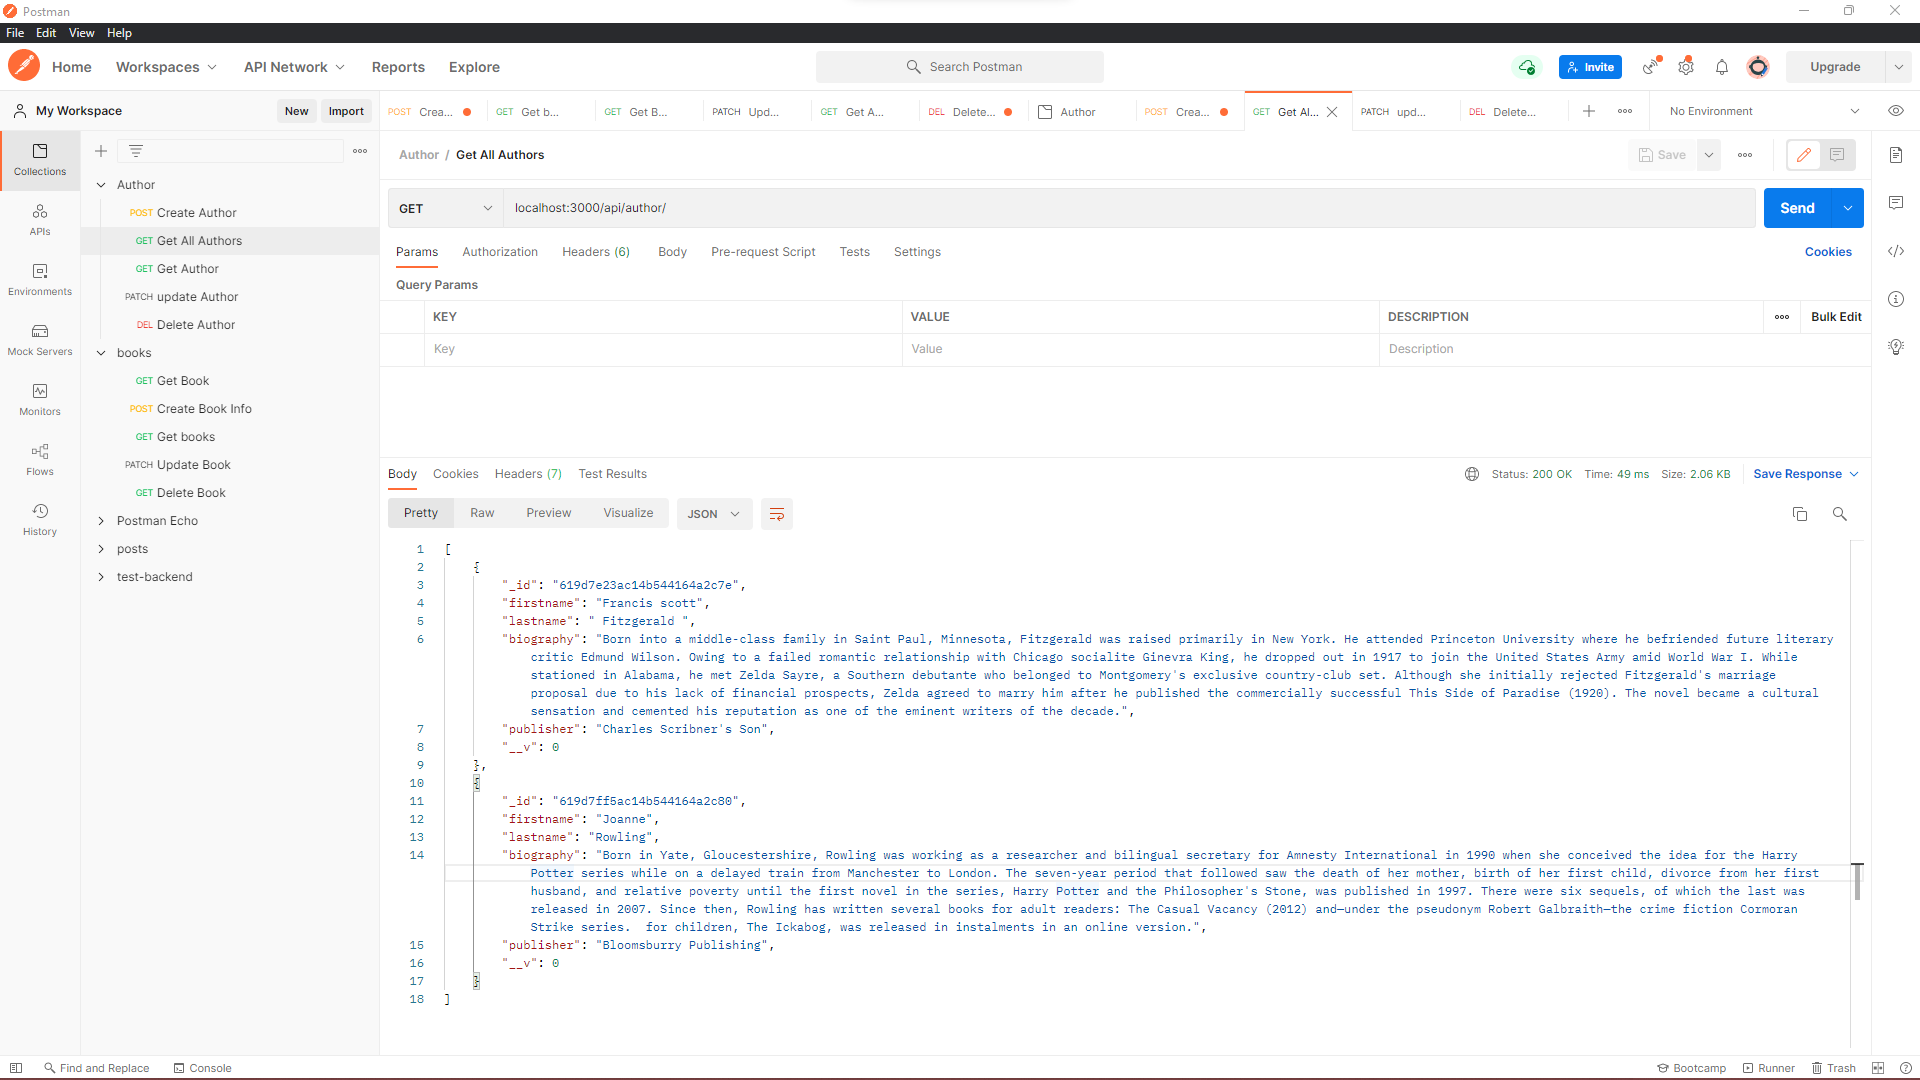 Postman
File Edit View Help
Home Workspaces API Network Reports Explore Search Postman Invite Upgrade
My Workspace New Import
POST Crea... GET Get b... GET Get B... PATCH Upd... GET Get A... DEL Delete... Author POST Crea... GET Get Al... PATCH upd... DEL Delete... No Environment
Collections
APIs
Environments
Mock Servers
Monitors
Flows
History
Author
POST Create Author
GET Get All Authors
GET Get Author
PATCH update Author
DEL Delete Author
books
GET Get Book
POST Create Book Info
GET Get books
PATCH Update Book
GET Delete Book
Postman Echo
posts
test-backend
Author / Get All Authors Save
GET localhost:3000/api/author/ Send
Params Authorization Headers (6) Body Pre-request Script Tests Settings Cookies
Query Params
KEY VALUE DESCRIPTION Bulk Edit
Key Value Description
Body Cookies Headers (7) Test Results Status: 200 OK Time: 49 ms Size: 2.06 KB Save Response
Pretty Raw Preview Visualize JSON
1 [
2 {
3 "_id": "619d7e23ac14b544164a2c7e",
4 "firstname": "Francis scott",
5 "lastname": " Fitzgerald ",
6 "biography": "Born into a middle-class family in Saint Paul, Minnesota, Fitzgerald was raised primarily in New York. He attended Princeton University where he befriended future literary
critic Edmund Wilson. Owing to a failed romantic relationship with Chicago socialite Ginevra King, he dropped out in 1917 to join the United States Army amid World War I. While
stationed in Alabama, he met Zelda Sayre, a Southern debutante who belonged to Montgomery's exclusive country-club set. Although she initially rejected Fitzgerald's marriage
proposal due to his lack of financial prospects, Zelda agreed to marry him after he published the commercially successful This Side of Paradise (1920). The novel became a cultural
sensation and cemented his reputation as one of the eminent writers of the decade.",
7 "publisher": "Charles Scribner's Son",
8 "__v": 0
9 },
10 {
11 "_id": "619d7ff5ac14b544164a2c80",
12 "firstname": "Joanne",
13 "lastname": "Rowling",
14 "biography": "Born in Yate, Gloucestershire, Rowling was working as a researcher and bilingual secretary for Amnesty International in 1990 when she conceived the idea for the Harry
Potter series while on a delayed train from Manchester to London. The seven-year period that followed saw the death of her mother, birth of her first child, divorce from her first
husband, and relative poverty until the first novel in the series, Harry Potter and the Philosopher's Stone, was published in 1997. There were six sequels, of which the last was
released in 2007. Since then, Rowling has written several books for adult readers: The Casual Vacancy (2012) and—under the pseudonym Robert Galbraith—the crime fiction Cormoran
Strike series.  for children, The Ickabog, was released in instalments in an online version.",
15 "publisher": "Bloomsburry Publishing",
16 "__v": 0
17 }
18 ]
Find and Replace Console Bootcamp Runner Trash